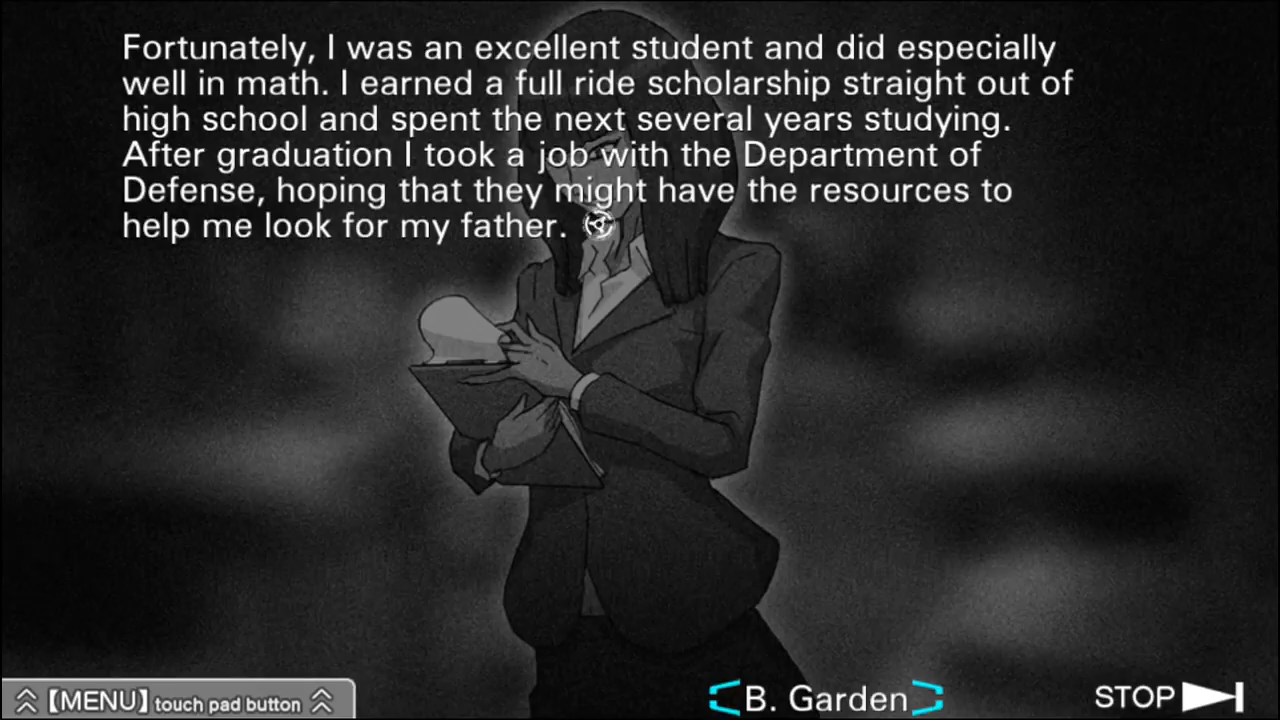 Fortunately, I was an excellent student and did especially
well in math. I earned a full ride scholarship straight out of
high school and spent the next several years studying.
After graduation I took a job with the Department of
Defense, hoping that they might have the resources to
help me look for my father.
【MENU】 touch pad button
B. Garden
STOP